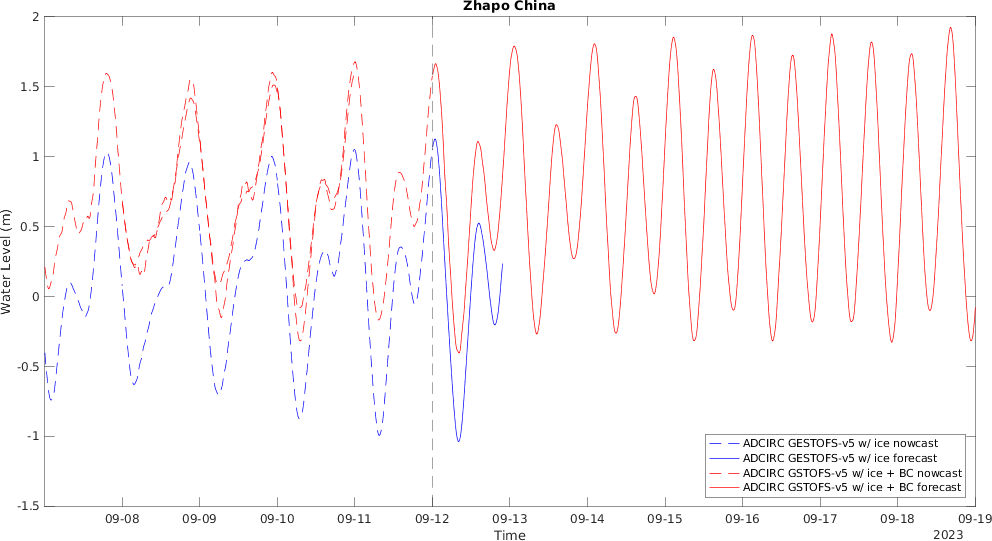 Zhapo China
2
1.5
1
0.5
0
-0.5
-1
-1.5
Water Level (m)
ADCIRC GESTOFS-v5 w/ ice nowcast
ADCIRC GESTOFS-v5 w/ ice forecast
ADCIRC GSTOFS-v5 w/ ice + BC nowcast
ADCIRC GSTOFS-v5 w/ ice + BC forecast
09-08 09-09 09-10 09-11 09-12 09-13 09-14 09-15 09-16 09-17 09-18 09-19
Time
2023